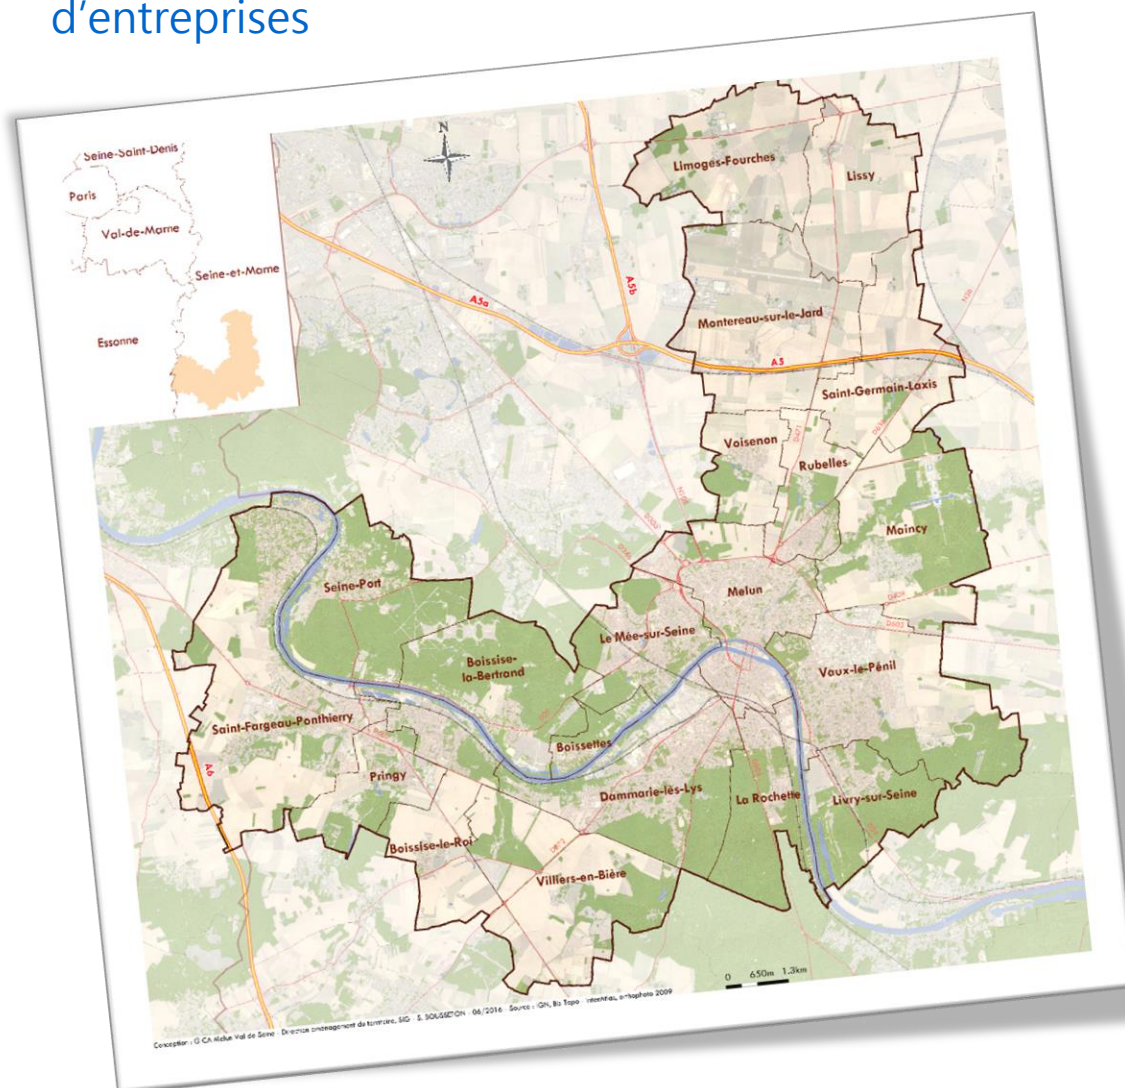 d’entreprises
Seine-Saint-Denis
Paris
Val-de-Marne
Seine-et-Marne
Essonne
N
Limoges-Fourches
Lissy
A5b
A5a
Montereau-sur-le-Jard
A5
Saint-Germain-Laxis
Voisenon
Rubelles
Maincy
Seine-Port
Melun
Le Mée-sur-Seine
Boissise-
la-Bertrand
Vaux-le-Pénil
Saint-Fargeau-Ponthierry
Boissettes
A6
Pringy
Dammarie-lès-Lys
La Rochette
Livry-sur-Seine
Boissise-le-Roi
D372
Villiers-en-Bière
0 650m 1.3km